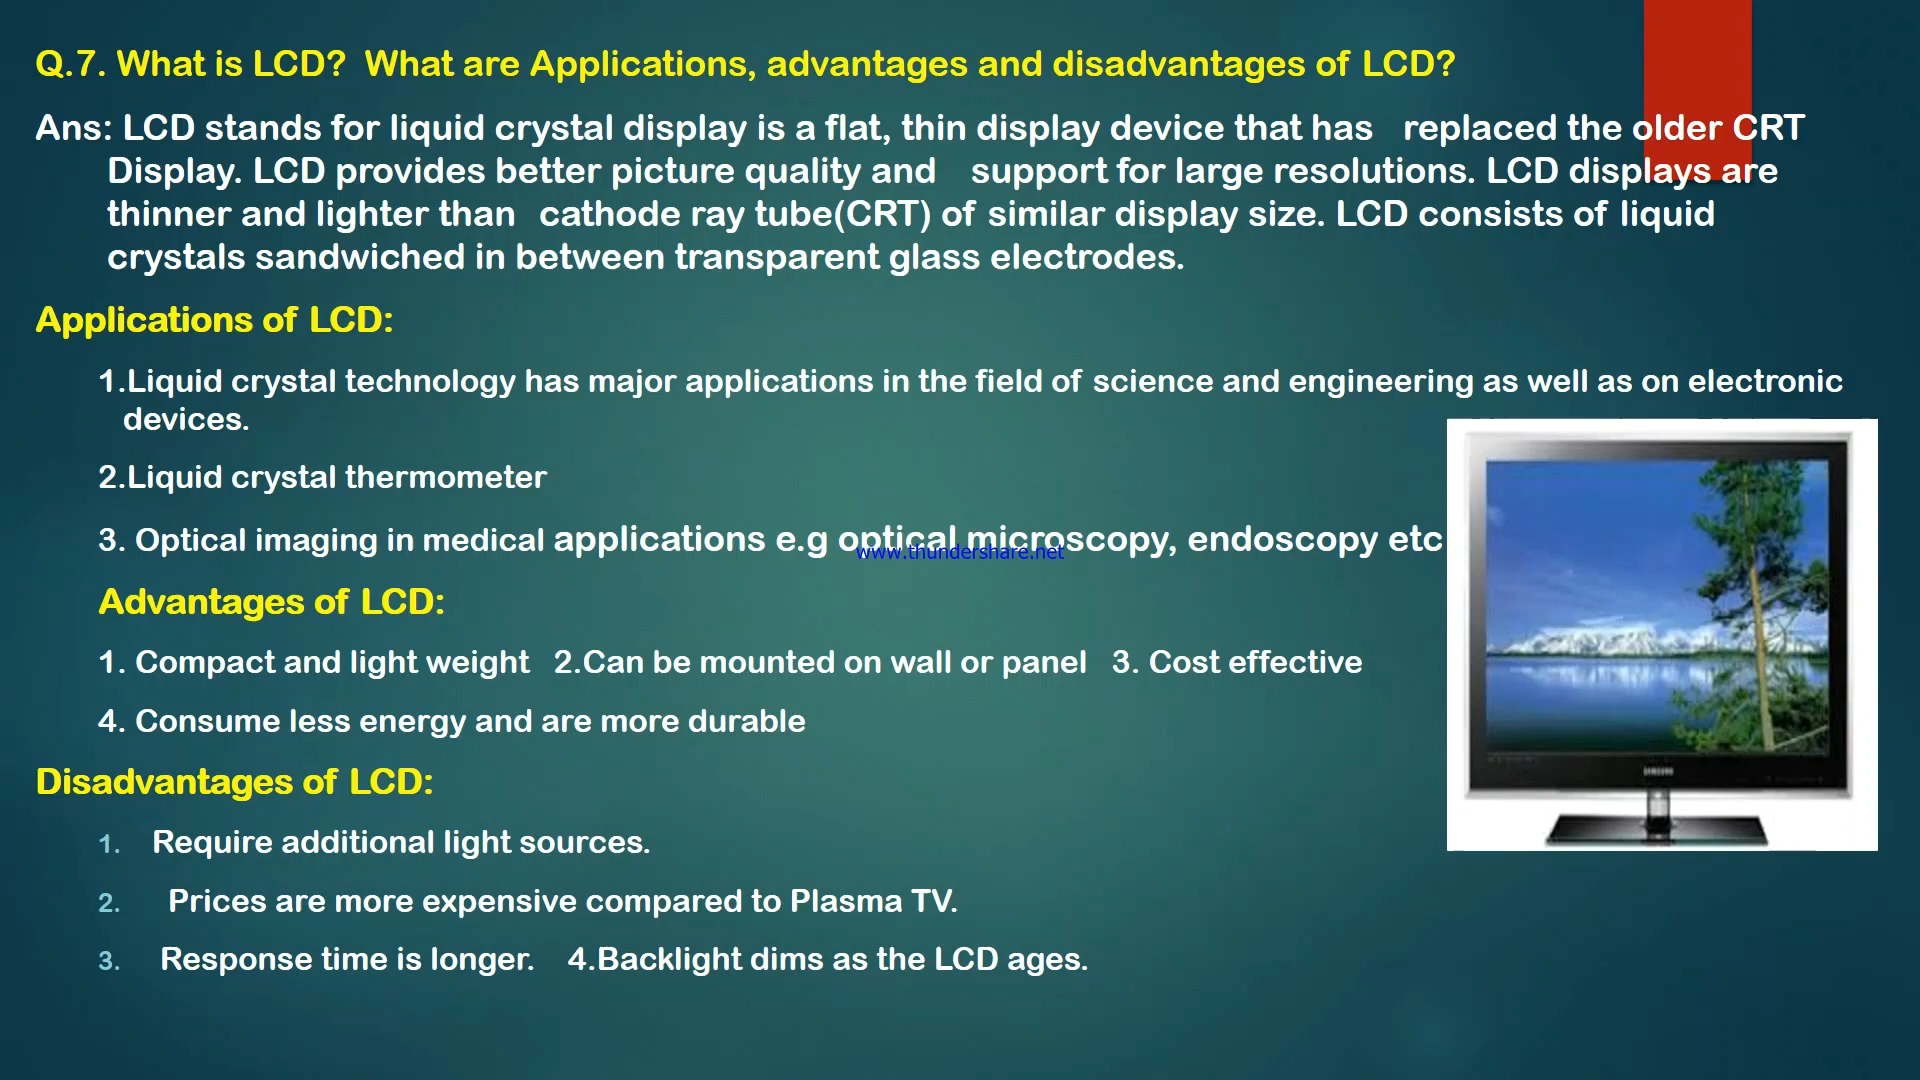 Q.7. What is LCD?  What are Applications, advantages and disadvantages of LCD?
Ans: LCD stands for liquid crystal display is a flat, thin display device that has   replaced the older CRT
Display. LCD provides better picture quality and   support for large resolutions. LCD displays are
thinner and lighter than  cathode ray tube(CRT) of similar display size. LCD consists of liquid
crystals sandwiched in between transparent glass electrodes.
Applications of LCD:
1.Liquid crystal technology has major applications in the field of science and engineering as well as on electronic
devices.
2.Liquid crystal thermometer
3. Optical imaging in medical applications e.g optical microscopy, endoscopy etc
www.thundershare.net
Advantages of LCD:
1. Compact and light weight   2.Can be mounted on wall or panel   3. Cost effective
4. Consume less energy and are more durable
SAMSUNG
Disadvantages of LCD:
1. Require additional light sources.
2. Prices are more expensive compared to Plasma TV.
3. Response time is longer.    4.Backlight dims as the LCD ages.